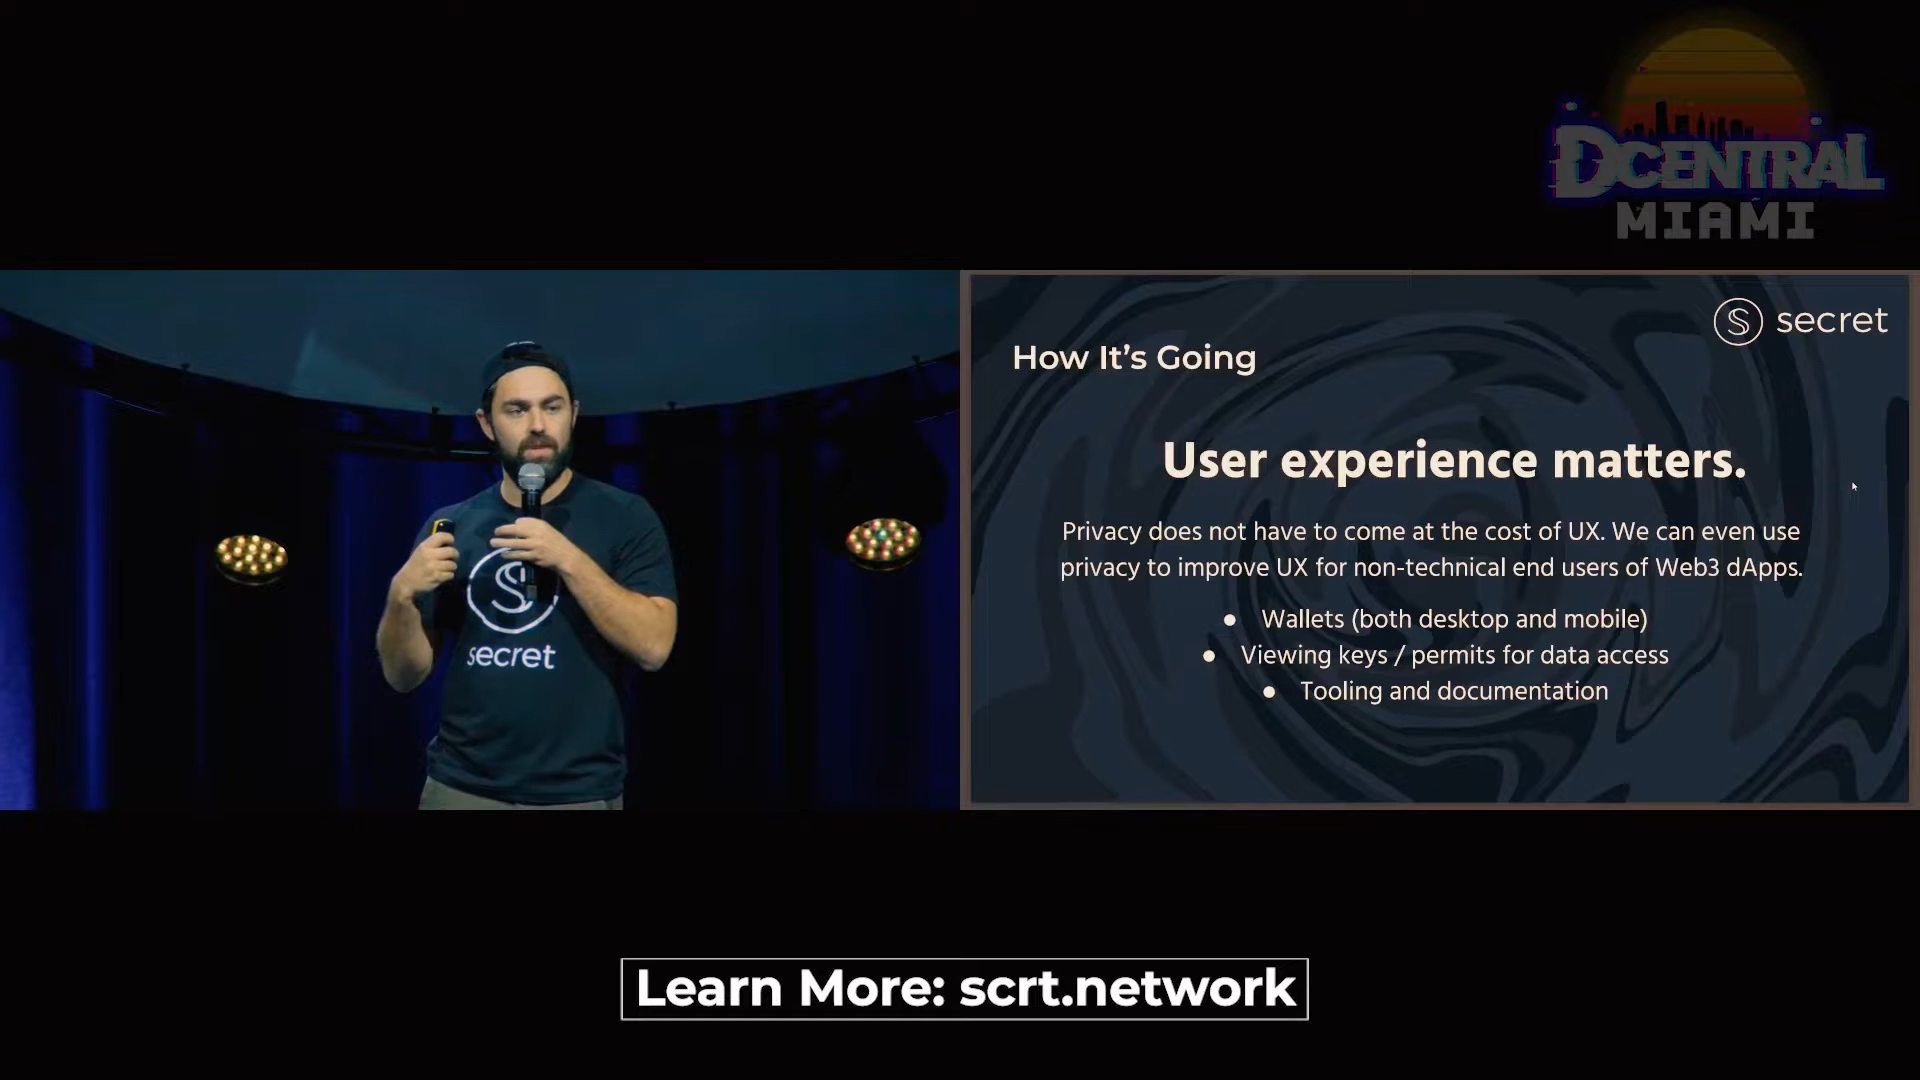 DCENTRAL
MIAMI
secret
How It's Going
User experience matters.
Privacy does not have to come at the cost of UX. We can even use
privacy to improve UX for non-technical end users of Web3 dApps.
● Wallets (both desktop and mobile)
● Viewing keys / permits for data access
● Tooling and documentation
S
secret
Learn More: scrt.network